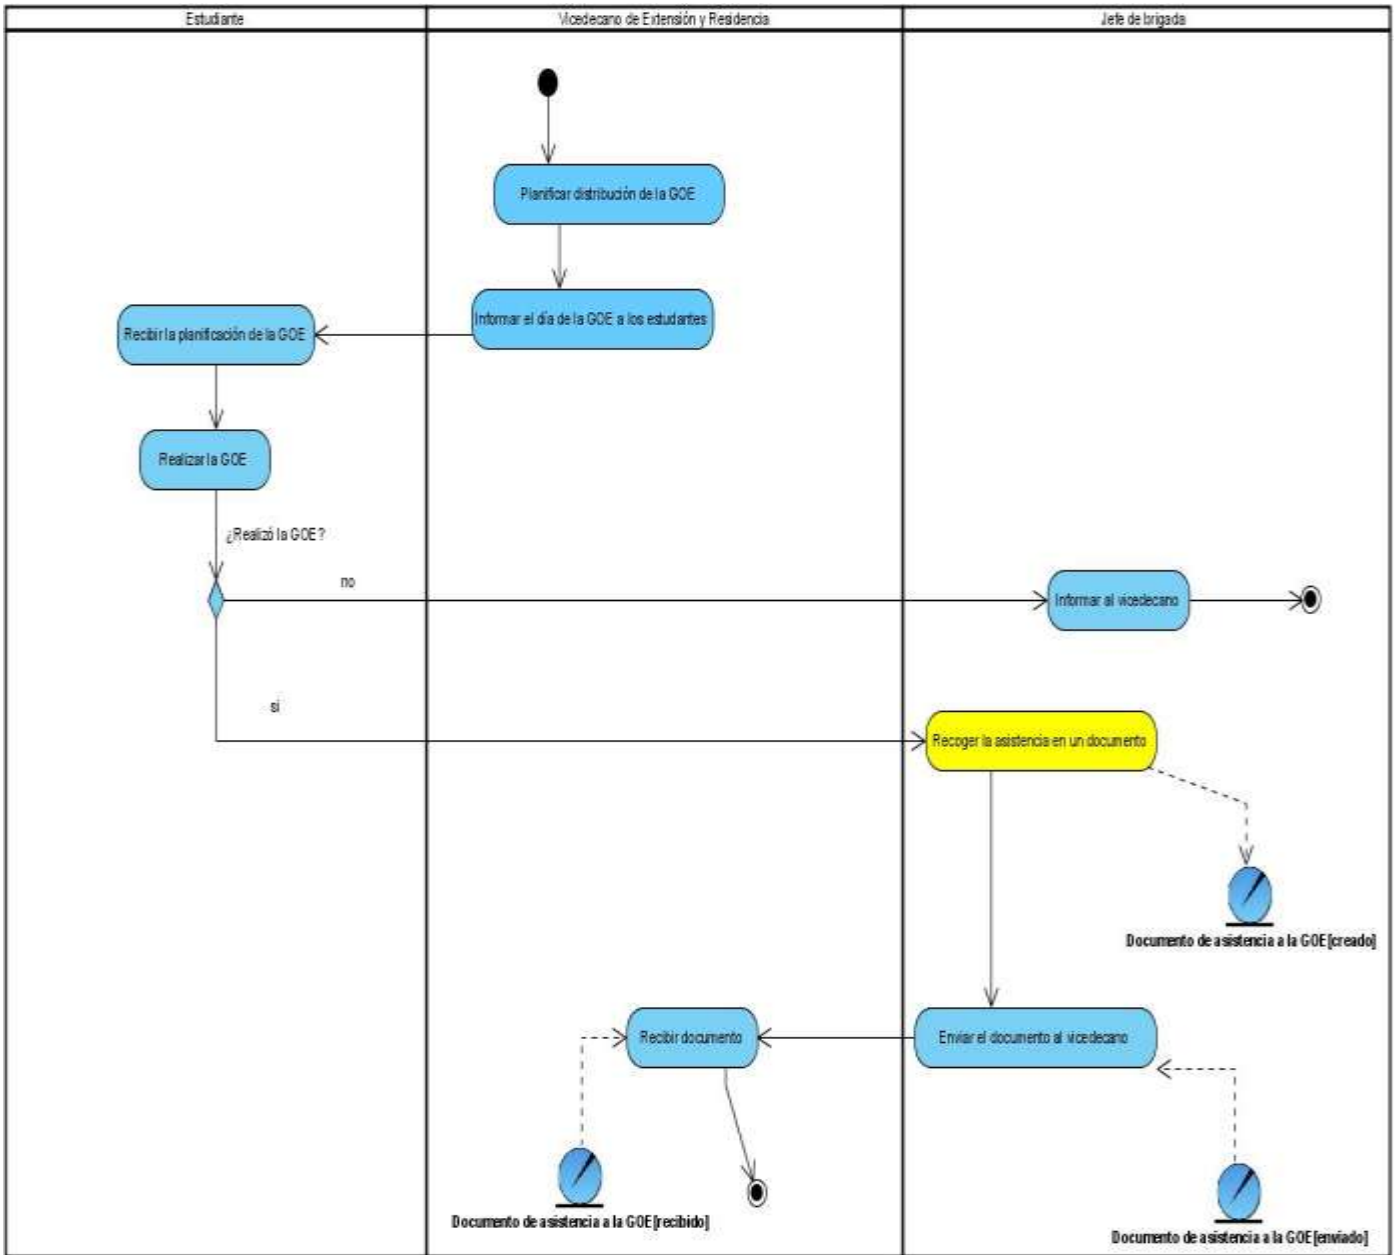 Estudiante
Vicedecano de Extensión y Residencia
Jefe de brigada
Planificar distribución de la GOE
Informar el día de la GOE a los estudiantes
Recibir la planificación de la GOE
Realizar la GOE
¿Realizó la GOE?
no
Informar al vicedecano
si
Recoger la asistencia en un documento
Documento de asistencia a la GOE[creado]
Recibir documento
Enviar el documento al vicedecano
Documento de asistencia a la GOE[recibido]
Documento de asistencia a la GOE[enviado]